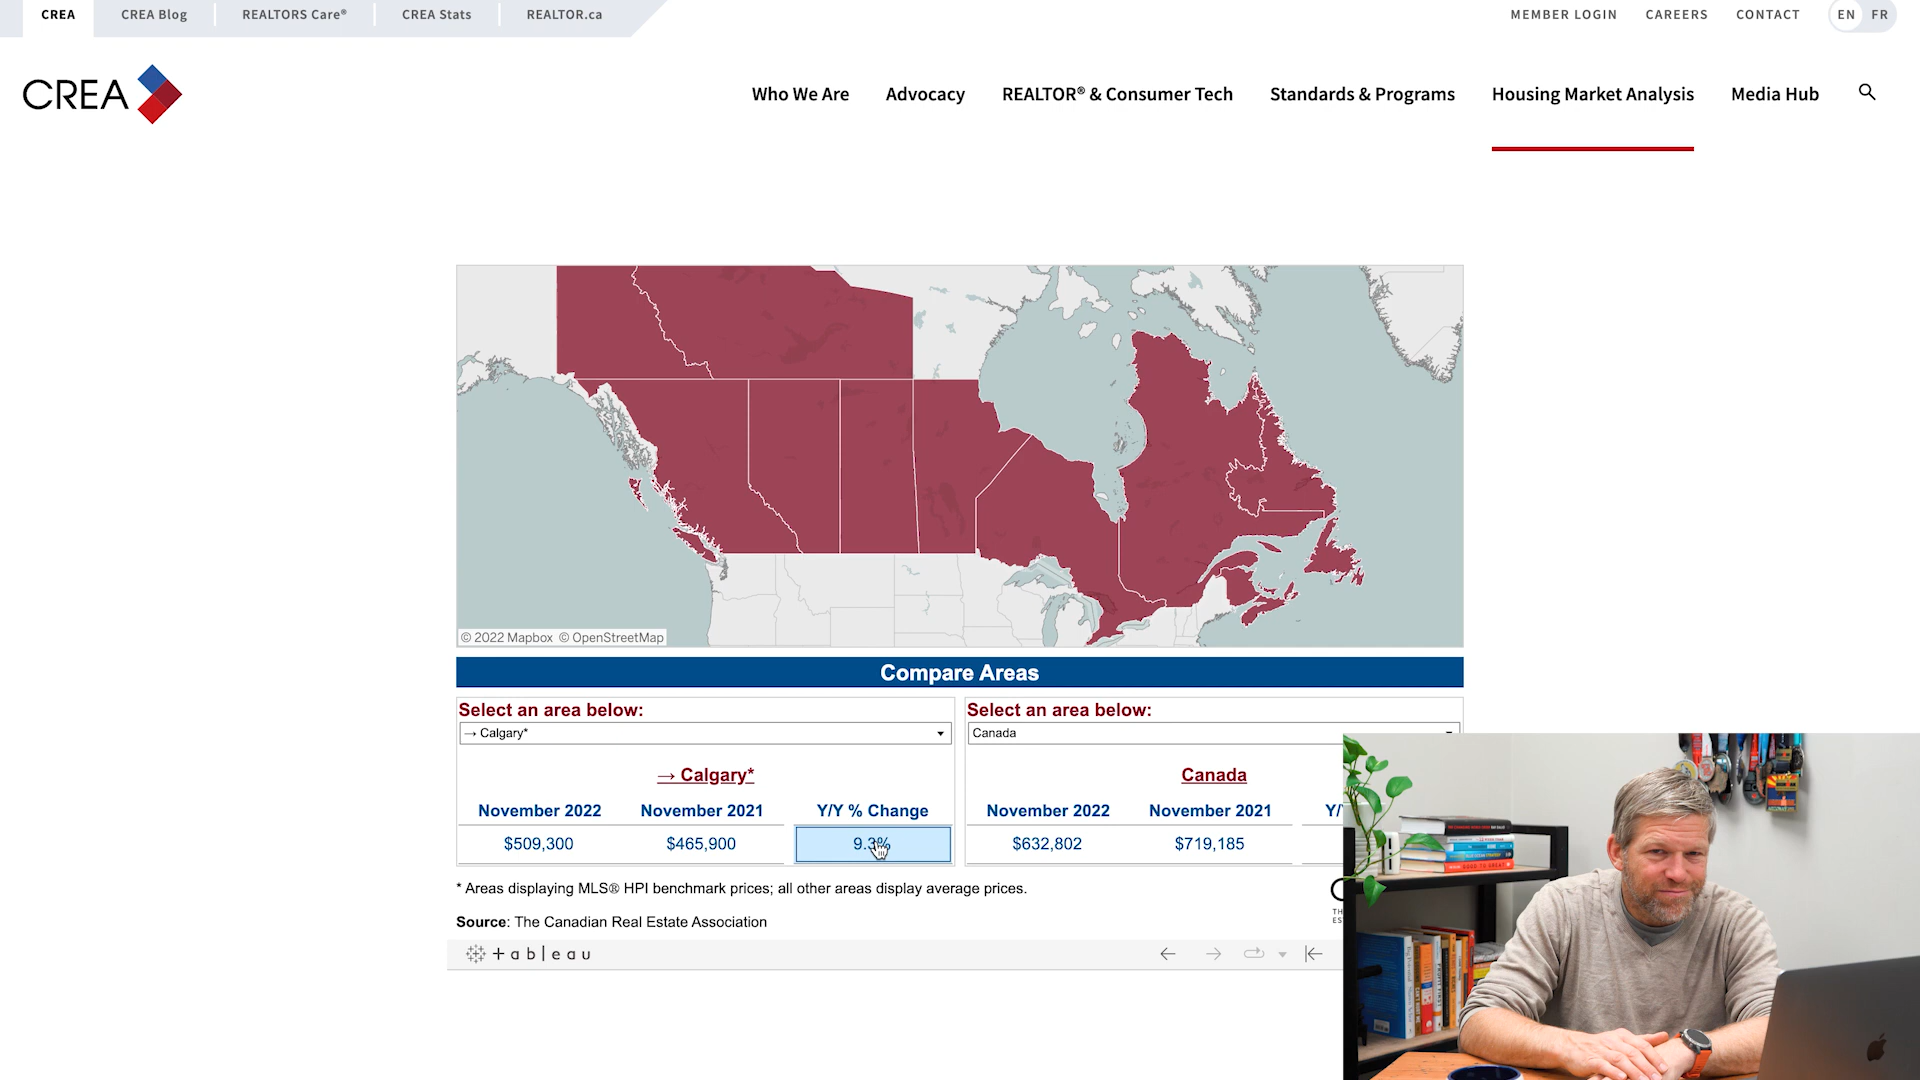 CREA CREA Blog REALTORS Care® CREA Stats REALTOR.ca MEMBER LOGIN CAREERS CONTACT EN FR
CREA Who We Are Advocacy REALTOR® & Consumer Tech Standards & Programs Housing Market Analysis Media Hub
© 2022 Mapbox © OpenStreetMap
Compare Areas
Select an area below: Select an area below:
→ Calgary* Canada
→ Calgary* Canada
November 2022 November 2021 Y/Y % Change November 2022 November 2021
$509,300 $465,900 9.3% $632,802 $719,185
* Areas displaying MLS® HPI benchmark prices; all other areas display average prices.
Source: The Canadian Real Estate Association
+ableau